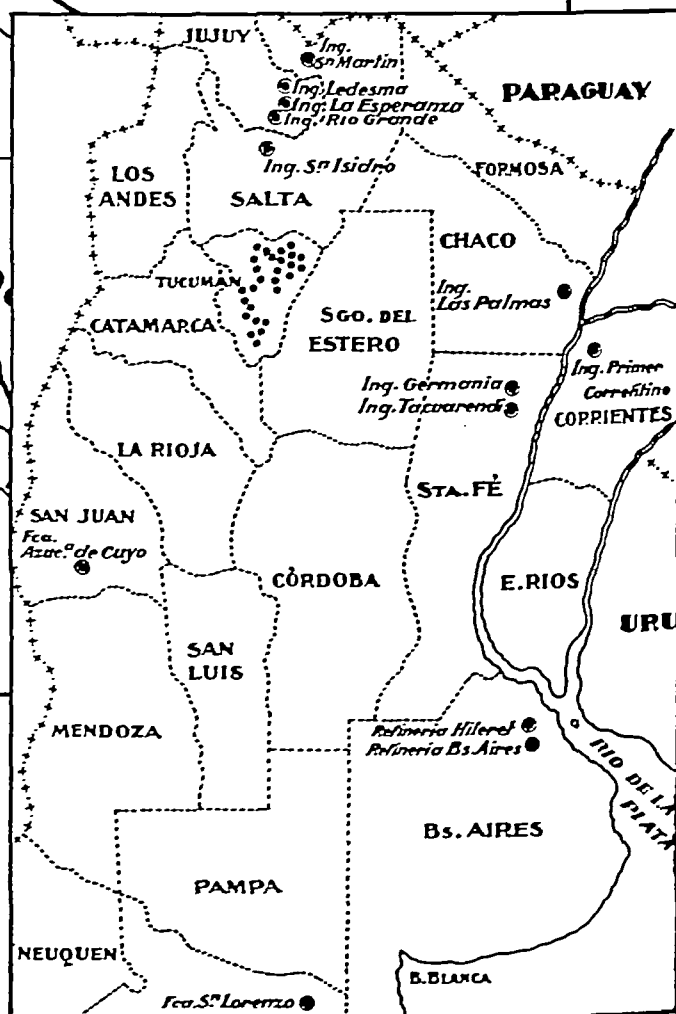 JUJUY
Ing.
Sn Martin
Ing. Ledesma
Ing. La Esperanza
Ing. Rio Grande
PARAGUAY
Ing. Sn Isidro
FORMOSA
LOS
ANDES
SALTA
CHACO
TUCUMAN
Ing.
Las Palmas
CATAMARCA
SGO. DEL
ESTERO
Ing. Primer
Correntino
Ing. Germania
Ing. Tacuarendi
CORRIENTES
LA RIOJA
STA. FÉ
SAN JUAN
Fca.
Azuc.a de Cuyo
CÓRDOBA
E. RIOS
URU
SAN
LUIS
MENDOZA
Refineria Hileret
Refineria Bs. Aires
RIO DE LA
PLATA
Bs. AIRES
PAMPA
NEUQUEN
B. BLANCA
Fca. Sn Lorenzo